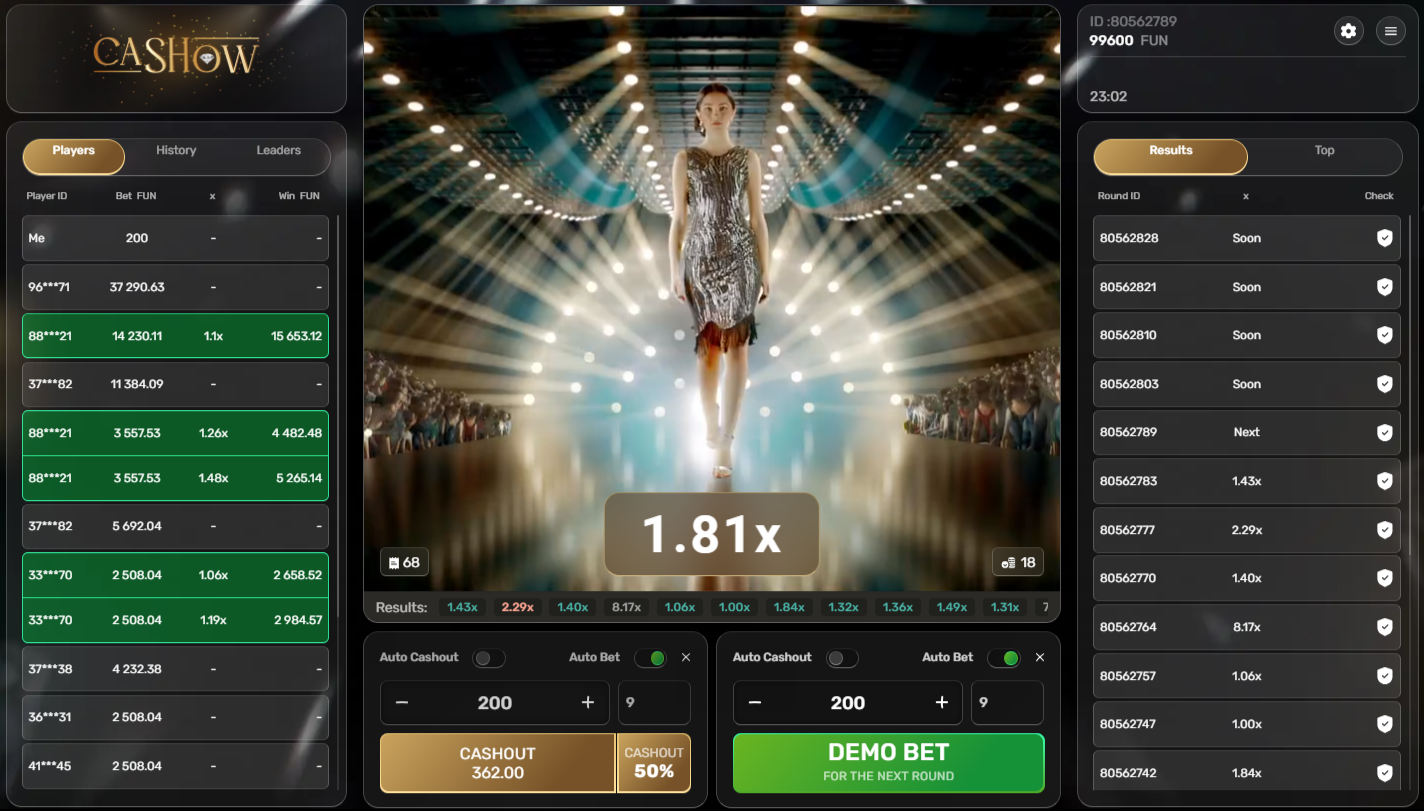 CASHOW
Players History Leaders
Player ID Bet FUN x Win FUN
Me 200 - -
96***71 37 290.63 - -
88***21 14 230.11 1.1x 15 653.12
37***82 11 384.09 - -
88***21 3 557.53 1.26x 4 482.48
88***21 3 557.53 1.48x 5 265.14
37***82 5 692.04 - -
33***70 2 508.04 1.06x 2 658.52
33***70 2 508.04 1.19x 2 984.57
37***38 4 232.38 - -
36***31 2 508.04 - -
41***45 2 508.04 - -
1.81x
68
18
Results: 1.43x 2.29x 1.40x 8.17x 1.06x 1.00x 1.84x 1.32x 1.36x 1.49x 1.31x
Auto Cashout Auto Bet ×
− 200 + 9
CASHOUT
362.00
CASHOUT
50%
Auto Cashout Auto Bet ×
− 200 + 9
DEMO BET
FOR THE NEXT ROUND
ID :80562789
99600 FUN
23:02
Results Top
Round ID x Check
80562828 Soon
80562821 Soon
80562810 Soon
80562803 Soon
80562789 Next
80562783 1.43x
80562777 2.29x
80562770 1.40x
80562764 8.17x
80562757 1.06x
80562747 1.00x
80562742 1.84x